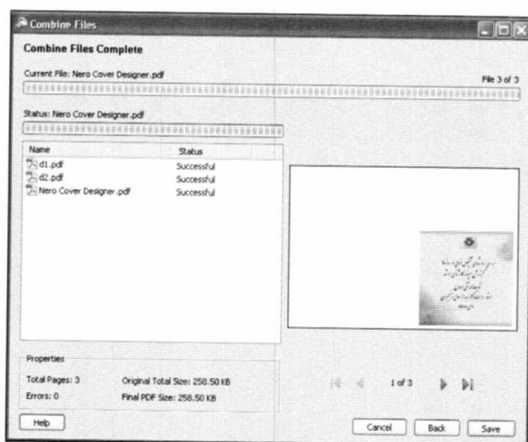 Combine Files
Combine Files Complete
Current File: Nero Cover Designer.pdf
File 3 of 3
Status: Nero Cover Designer.pdf
Name Status
d1.pdf Successful
d2.pdf Successful
Nero Cover Designer.pdf Successful
Properties
Total Pages: 3 Original Total Size: 258.50 KB
Errors: 0 Final PDF Size: 258.50 KB
1 of 3
Help
Cancel Back Save